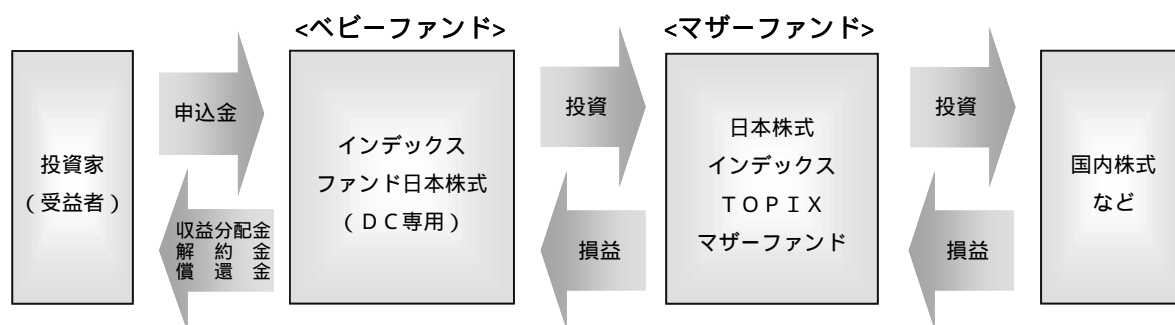 <ベビーファンド>
<マザーファンド>
投資家
(受益者)
申込金
収益分配金
解 約 金
償 還 金
インデックス
ファンド日本株式
(DC専用)
投資
損益
日本株式
インデックス
TOPIX
マザーファンド
投資
損益
国内株式
など